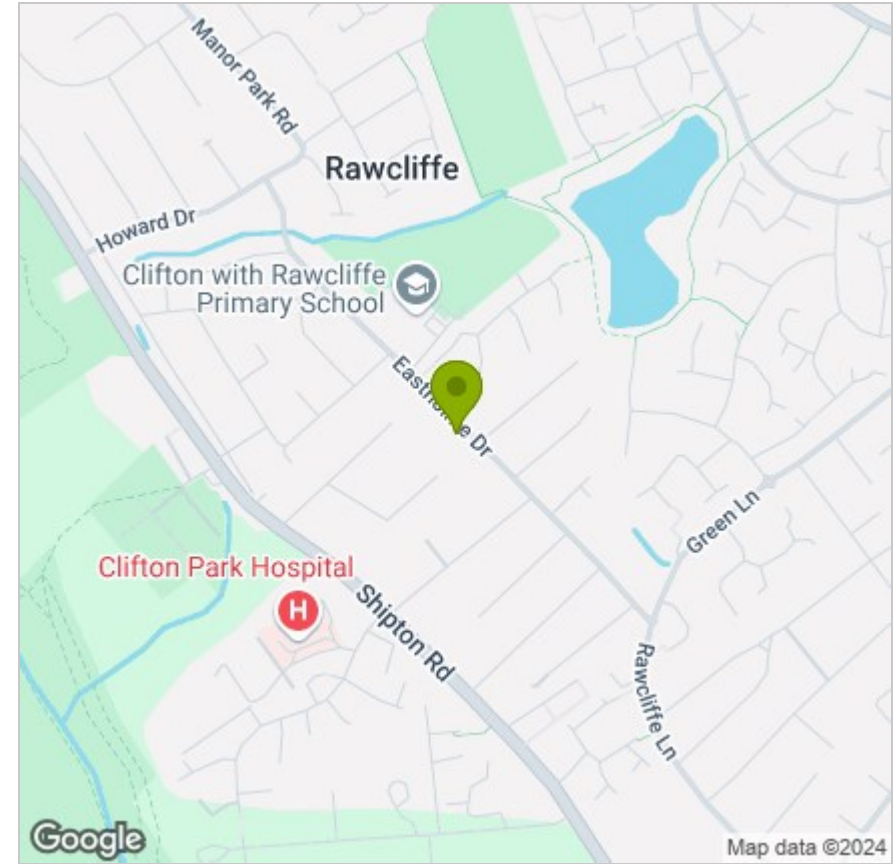 Manor Park Rd
Rawcliffe
Howard Dr
Clifton with Rawcliffe
Primary School
Dr
Green Ln
Clifton Park Hospital
H
Shipton Rd
Rawcliffe Ln
Google
Map data ©2024